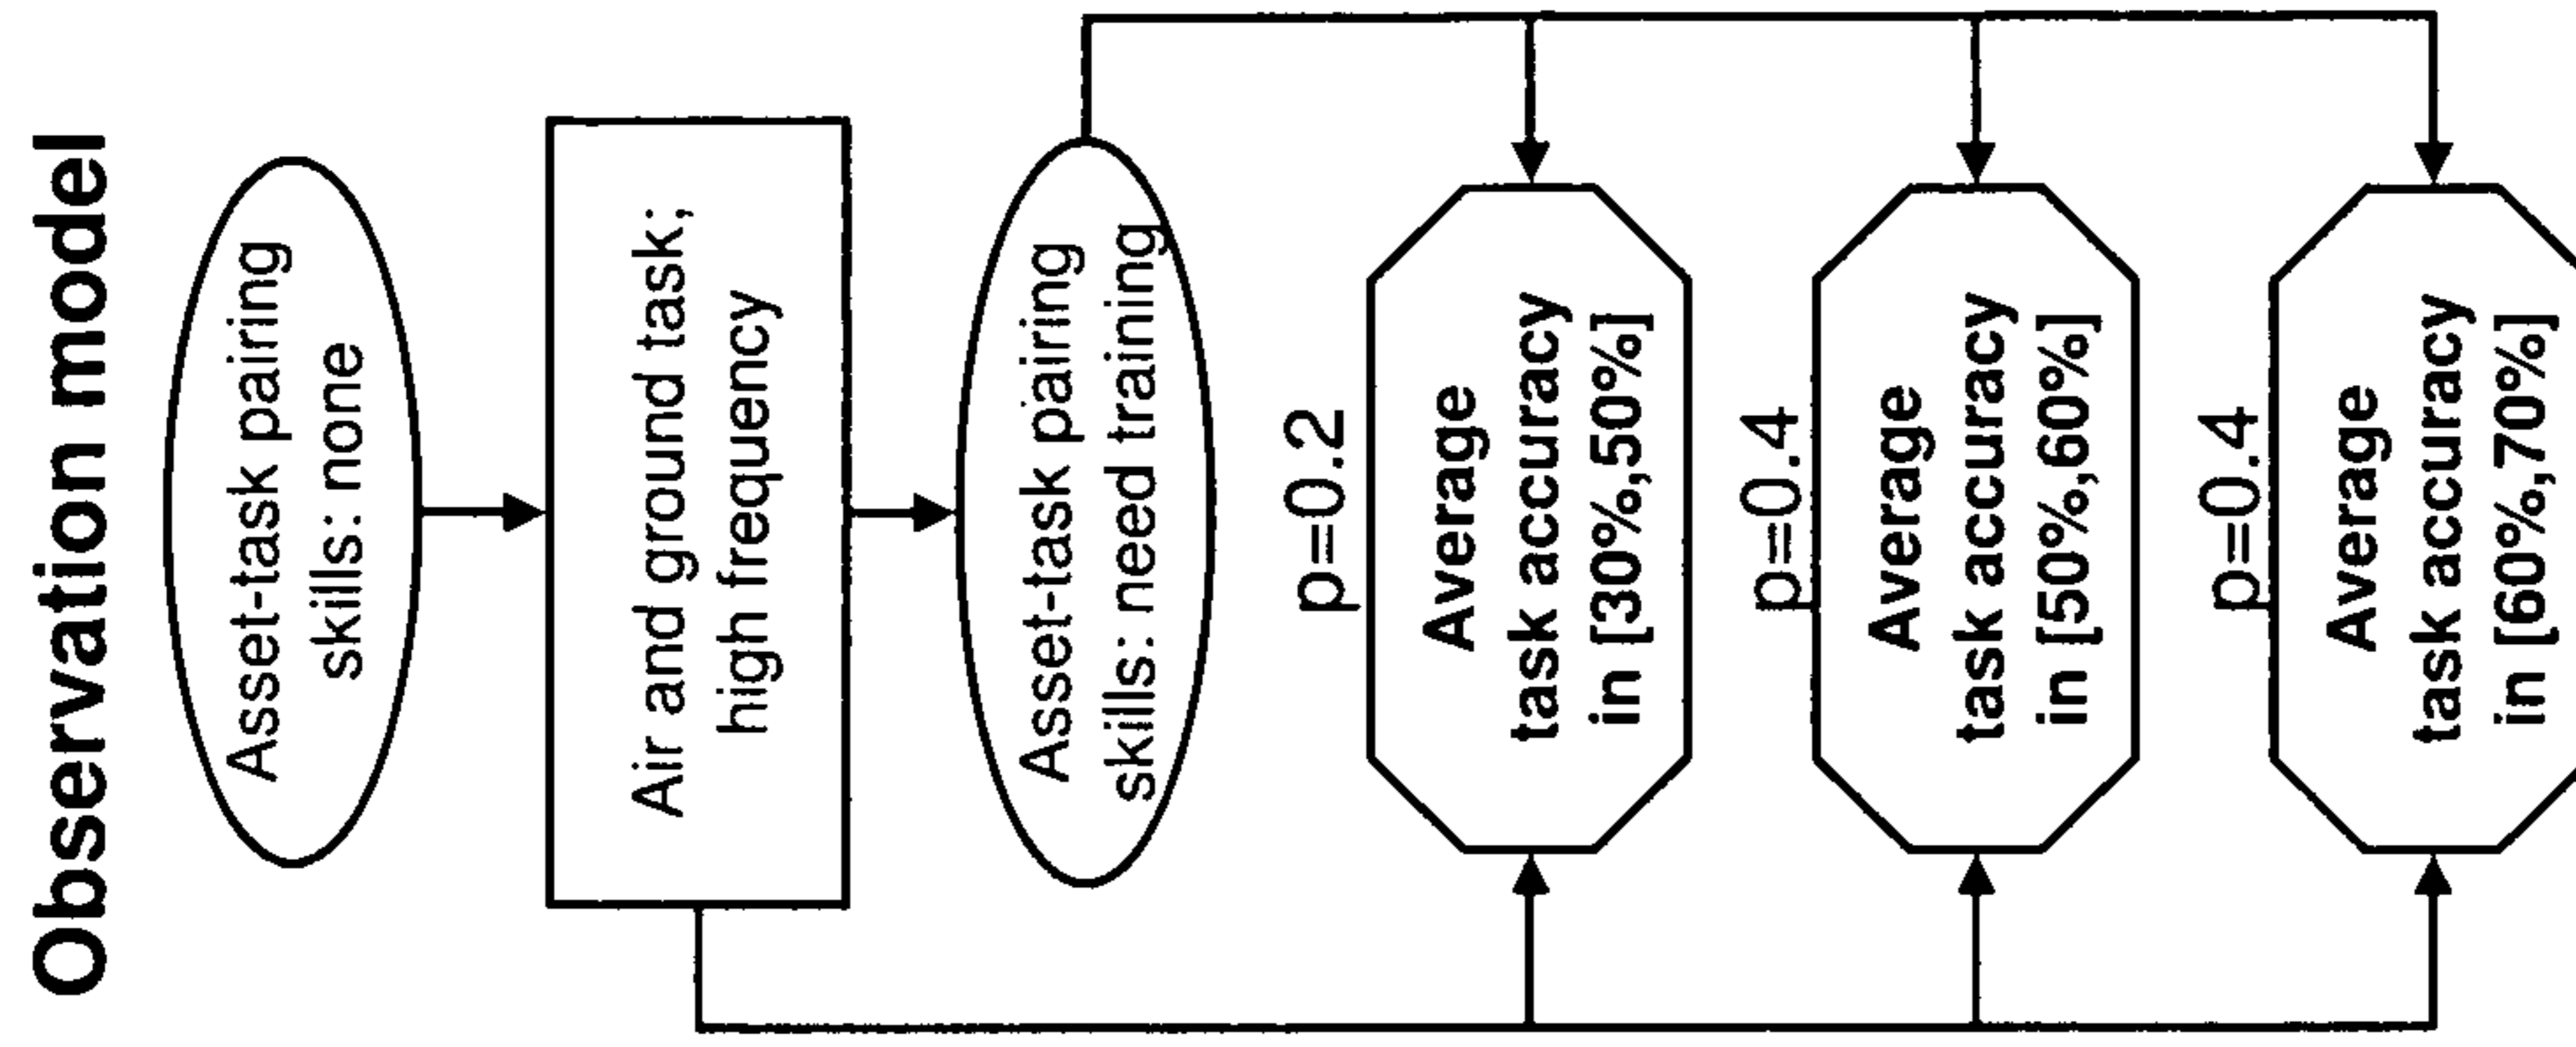 Observation model
Asset-task pairing
skills: none
Air and ground task;
high frequency
Asset-task pairing
skills: need training
p=0.2
Average
task accuracy
in [30%,50%]
p=0.4
Average
task accuracy
in [50%,60%]
p=0.4
Average
task accuracy
in [60%,70%]